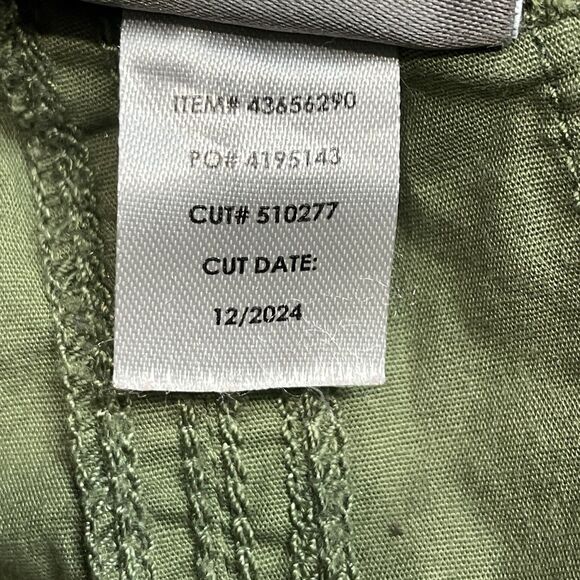 ITEM# 43656290
PO# 4195143
CUT# 510277
CUT DATE:
12/2024